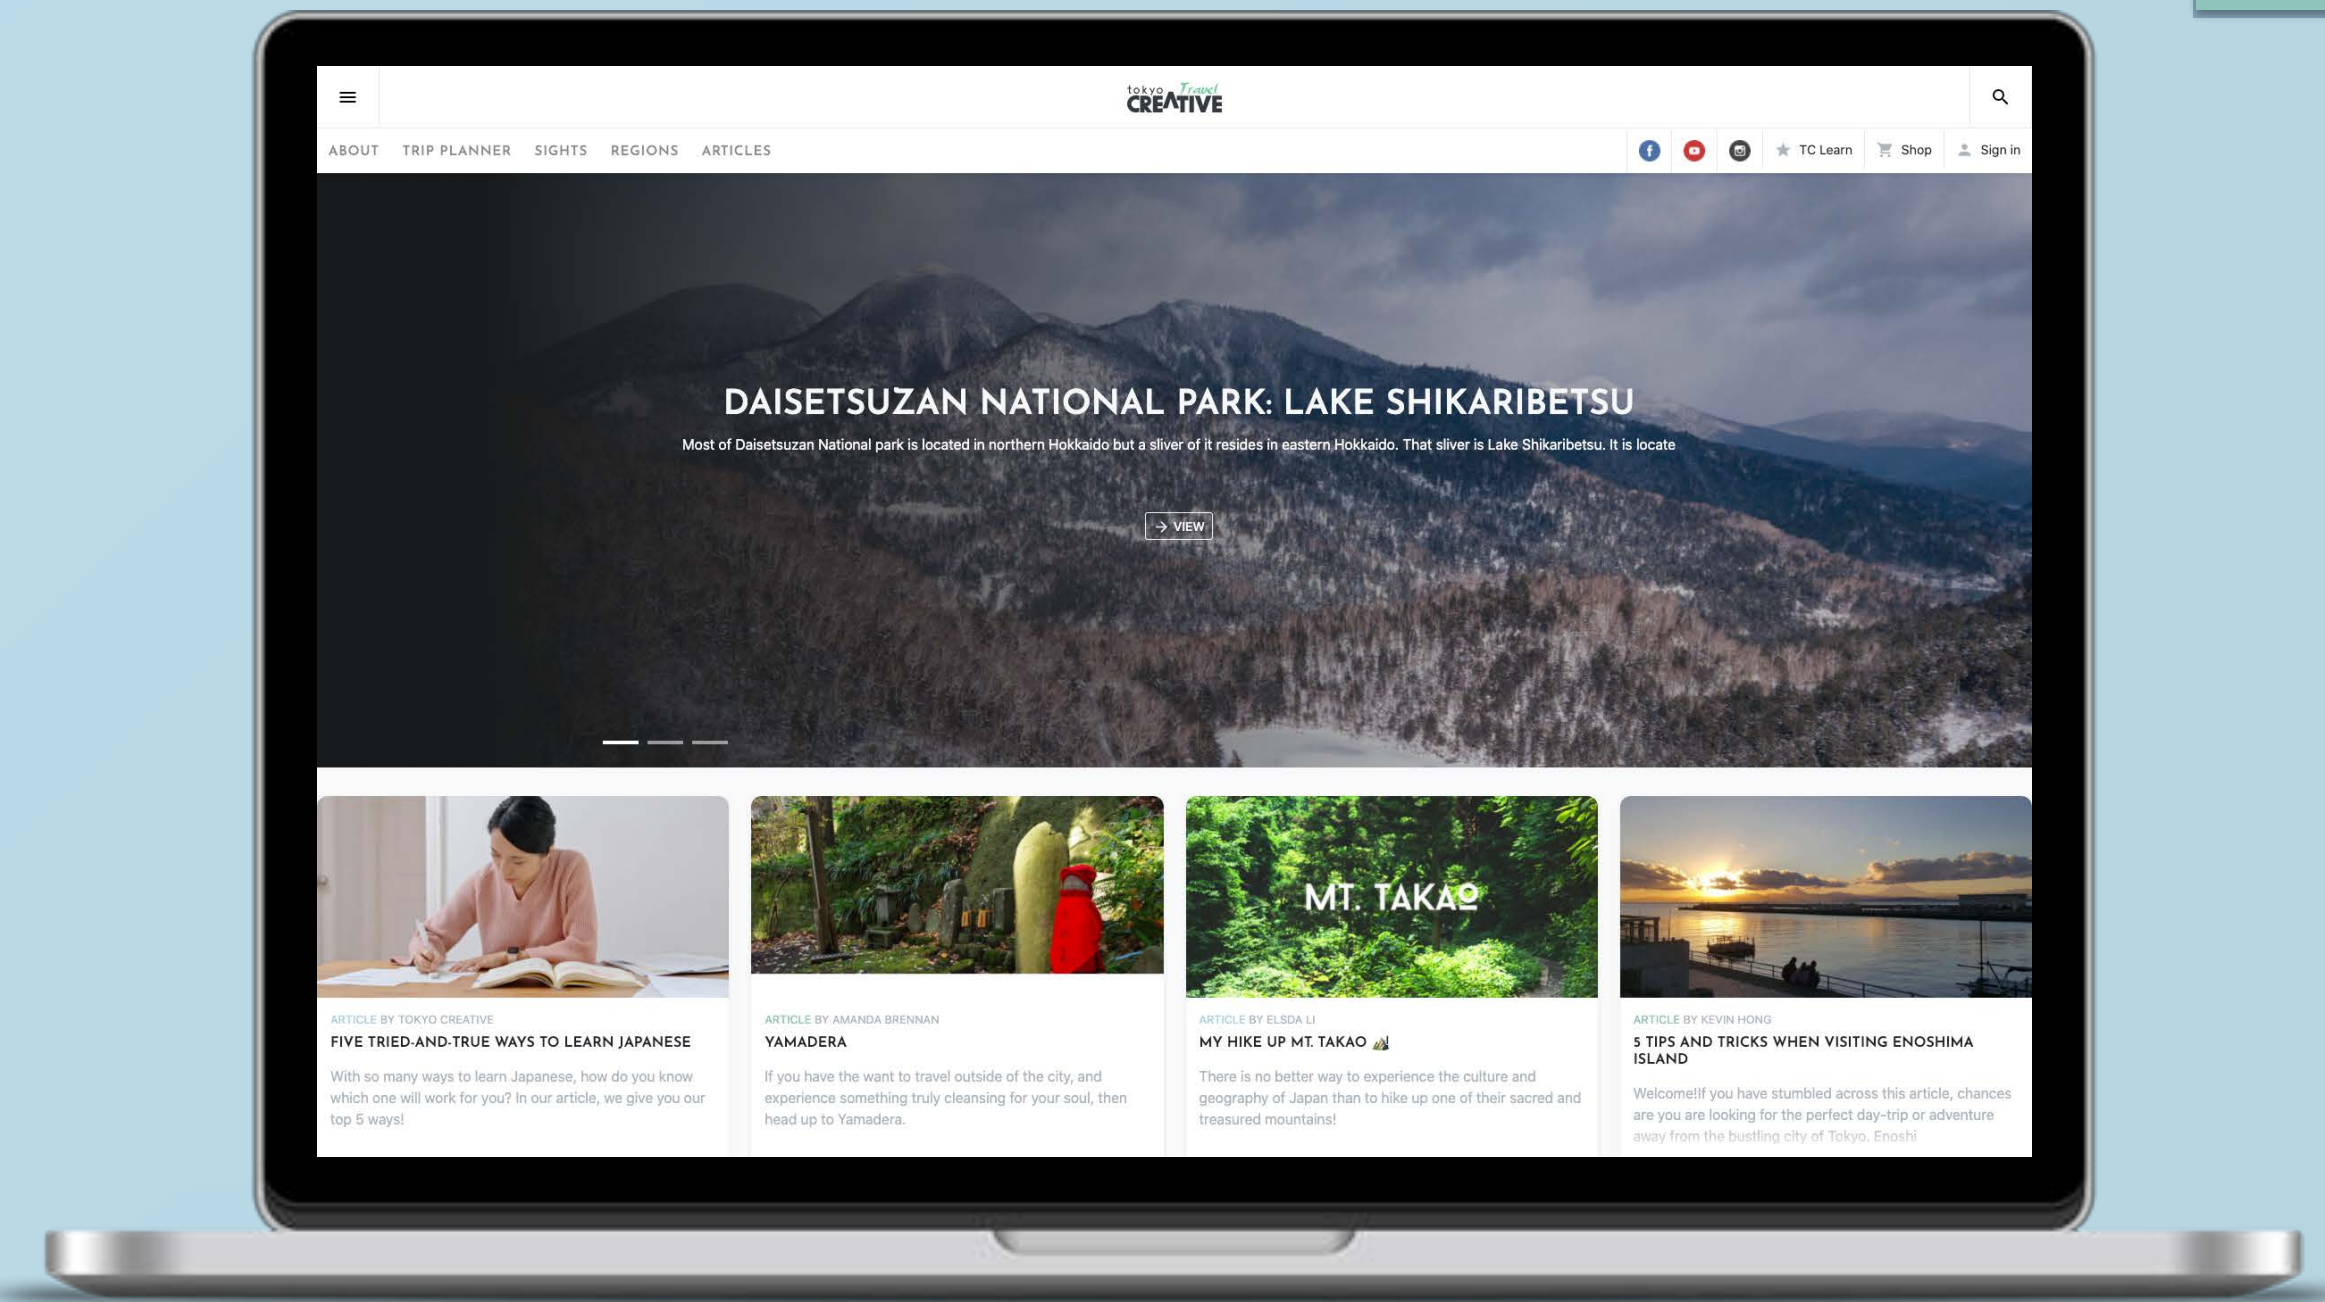 tokyo Travel
CREATIVE
ABOUT TRIP PLANNER SIGHTS REGIONS ARTICLES
TC Learn Shop Sign in
DAISETSUZAN NATIONAL PARK: LAKE SHIKARIBETSU
Most of Daisetsuzan National park is located in northern Hokkaido but a sliver of it resides in eastern Hokkaido. That sliver is Lake Shikaribetsu. It is locate
→ VIEW
ARTICLE BY TOKYO CREATIVE
FIVE TRIED-AND-TRUE WAYS TO LEARN JAPANESE
With so many ways to learn Japanese, how do you know
which one will work for you? In our article, we give you our
top 5 ways!
ARTICLE BY AMANDA BRENNAN
YAMADERA
If you have the want to travel outside of the city, and
experience something truly cleansing for your soul, then
head up to Yamadera.
MT. TAKAO
ARTICLE BY ELSDA LI
MY HIKE UP MT. TAKAO
There is no better way to experience the culture and
geography of Japan than to hike up one of their sacred and
treasured mountains!
ARTICLE BY KEVIN HONG
5 TIPS AND TRICKS WHEN VISITING ENOSHIMA
ISLAND
Welcome!If you have stumbled across this article, chances
are you are looking for the perfect day-trip or adventure
away from the bustling city of Tokyo. Enoshi